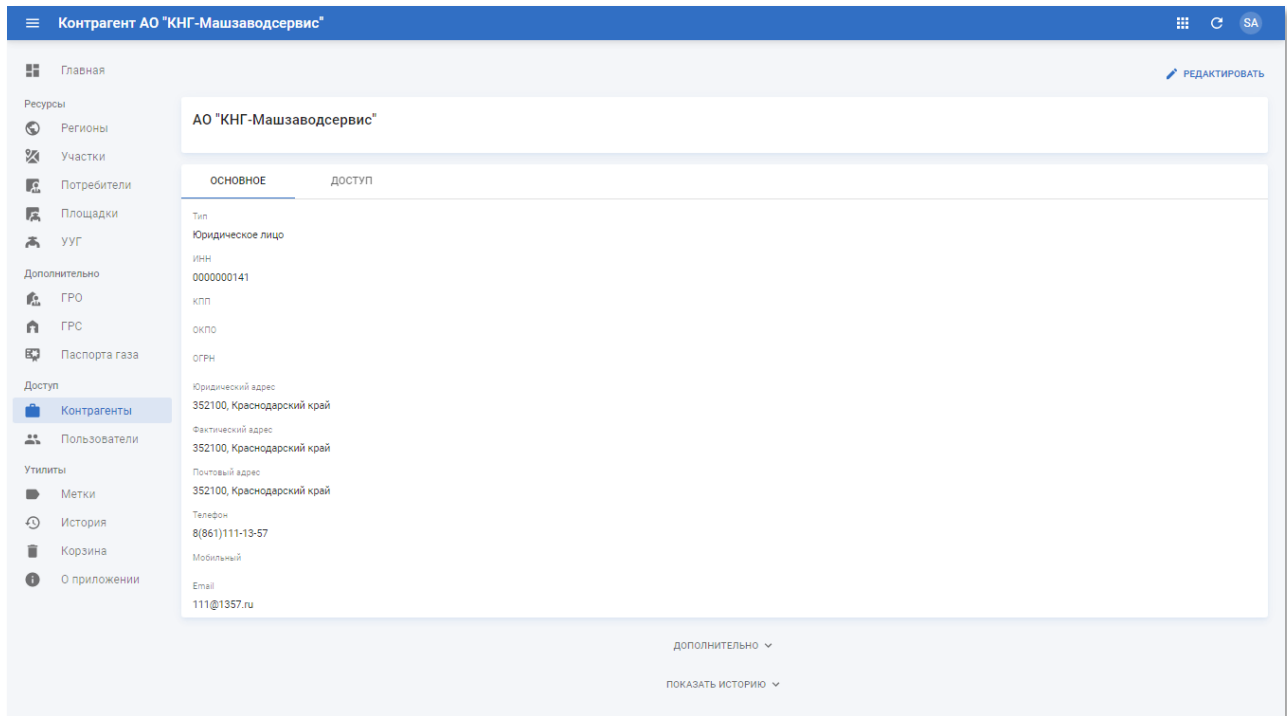 Контрагент АО "КНГ-Машзаводсервис"
SA
Главная
РЕДАКТИРОВАТЬ
Ресурсы
Регионы
Участки
Потребители
Площадки
УУГ
Дополнительно
ГРО
ГРС
Паспорта газа
Доступ
Контрагенты
Пользователи
Утилиты
Метки
История
Корзина
О приложении
АО "КНГ-Машзаводсервис"
ОСНОВНОЕ ДОСТУП
Тип
Юридическое лицо
ИНН
0000000141
КПП
ОКПО
ОГРН
Юридический адрес
352100, Краснодарский край
Фактический адрес
352100, Краснодарский край
Почтовый адрес
352100, Краснодарский край
Телефон
8(861)111-13-57
Мобильный
Email
111@1357.ru
ДОПОЛНИТЕЛЬНО
ПОКАЗАТЬ ИСТОРИЮ